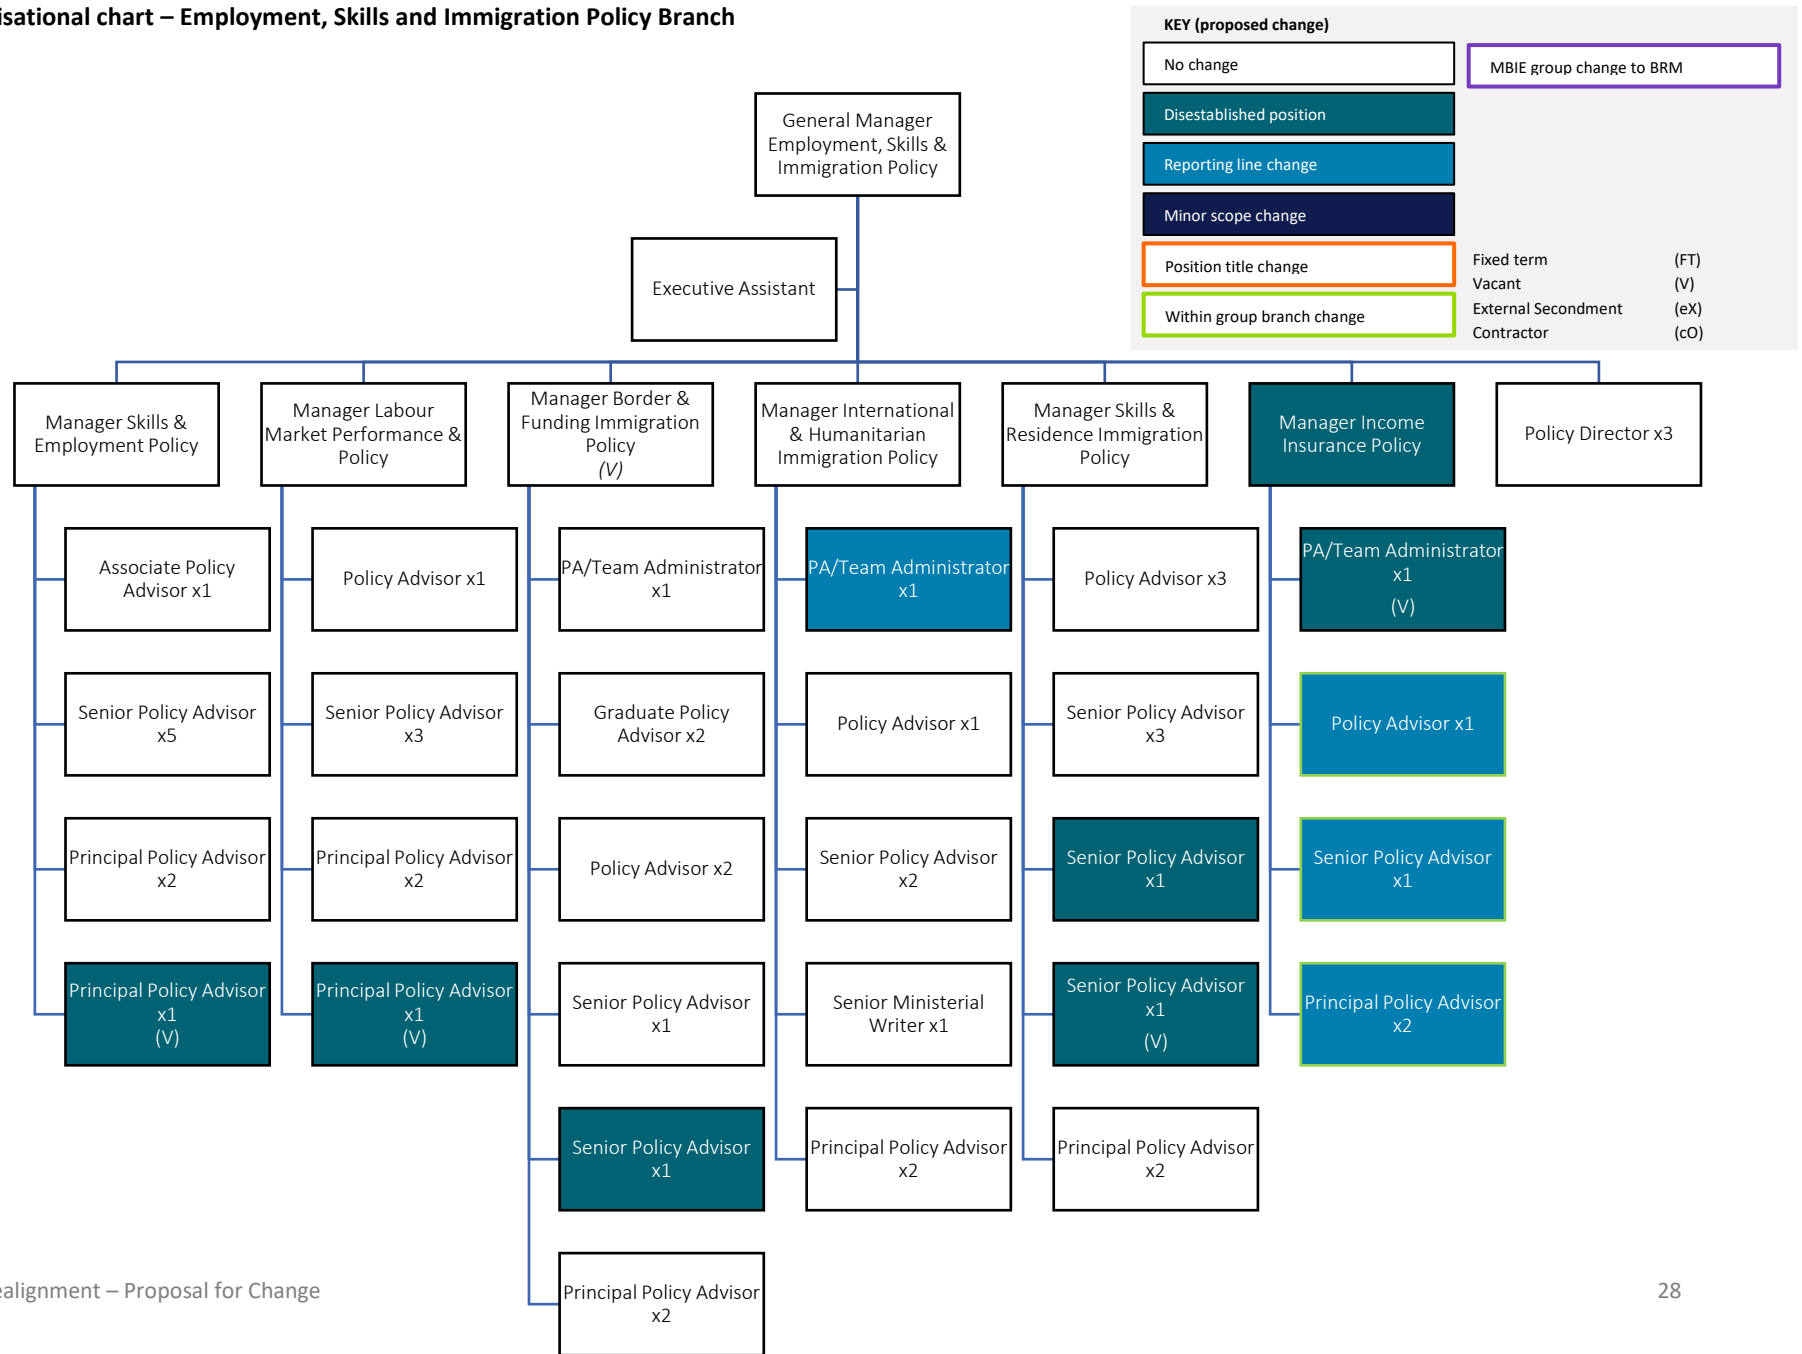 isational chart – Employment, Skills and Immigration Policy Branch
KEY (proposed change)
No change
MBIE group change to BRM
Disestablished position
Reporting line change
Minor scope change
Position title change
Within group branch change
Fixed term (FT)
Vacant (V)
External Secondment (eX)
Contractor (cO)
General Manager
Employment, Skills &
Immigration Policy
Executive Assistant
Manager Skills &
Employment Policy
Manager Labour
Market Performance &
Policy
Manager Border &
Funding Immigration
Policy
(V)
Manager International
& Humanitarian
Immigration Policy
Manager Skills &
Residence Immigration
Policy
Manager Income
Insurance Policy
Policy Director x3
Associate Policy
Advisor x1
Senior Policy Advisor
x5
Principal Policy Advisor
x2
Principal Policy Advisor
x1
(V)
Policy Advisor x1
Senior Policy Advisor
x3
Principal Policy Advisor
x2
Principal Policy Advisor
x1
(V)
PA/Team Administrator
x1
Graduate Policy
Advisor x2
Policy Advisor x2
Senior Policy Advisor
x1
Senior Policy Advisor
x1
Principal Policy Advisor
x2
PA/Team Administrator
x1
Policy Advisor x1
Senior Policy Advisor
x2
Senior Ministerial
Writer x1
Principal Policy Advisor
x2
Policy Advisor x3
Senior Policy Advisor
x3
Senior Policy Advisor
x1
Senior Policy Advisor
x1
(V)
Principal Policy Advisor
x2
PA/Team Administrator
x1
(V)
Policy Advisor x1
Senior Policy Advisor
x1
Principal Policy Advisor
x2
ealignment – Proposal for Change
28